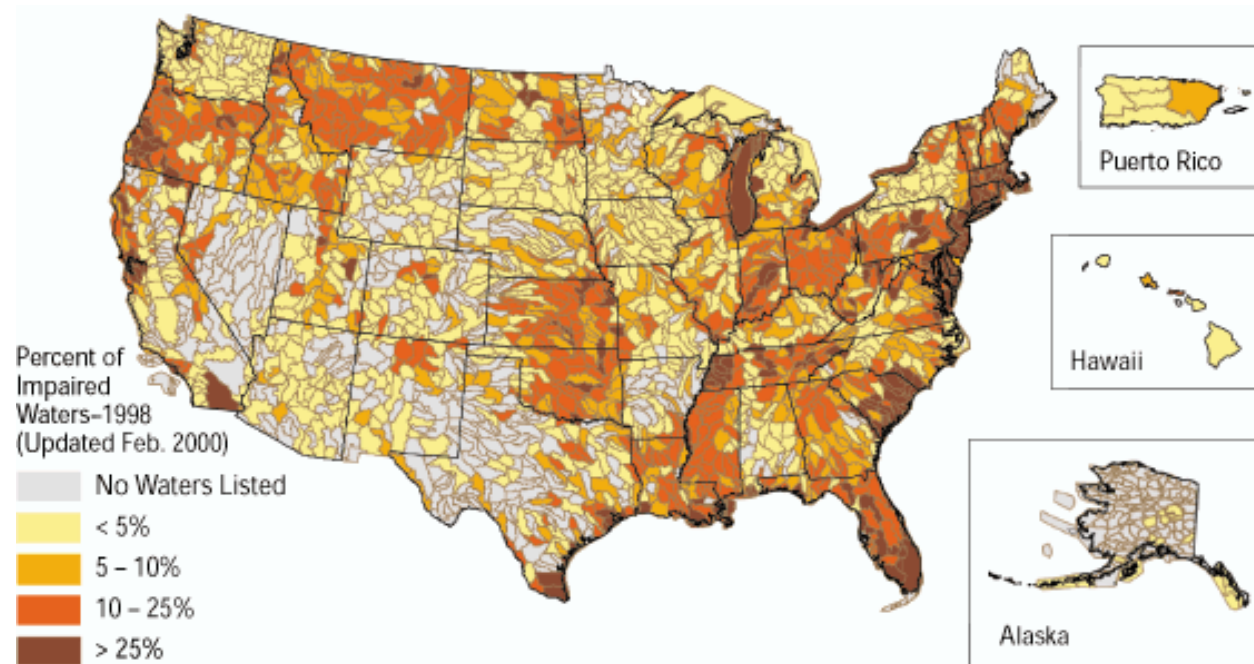 Puerto Rico
Hawaii
Percent of
Impaired
Waters–1998
(Updated Feb. 2000)
No Waters Listed
< 5%
5 – 10%
10 – 25%
> 25%
Alaska